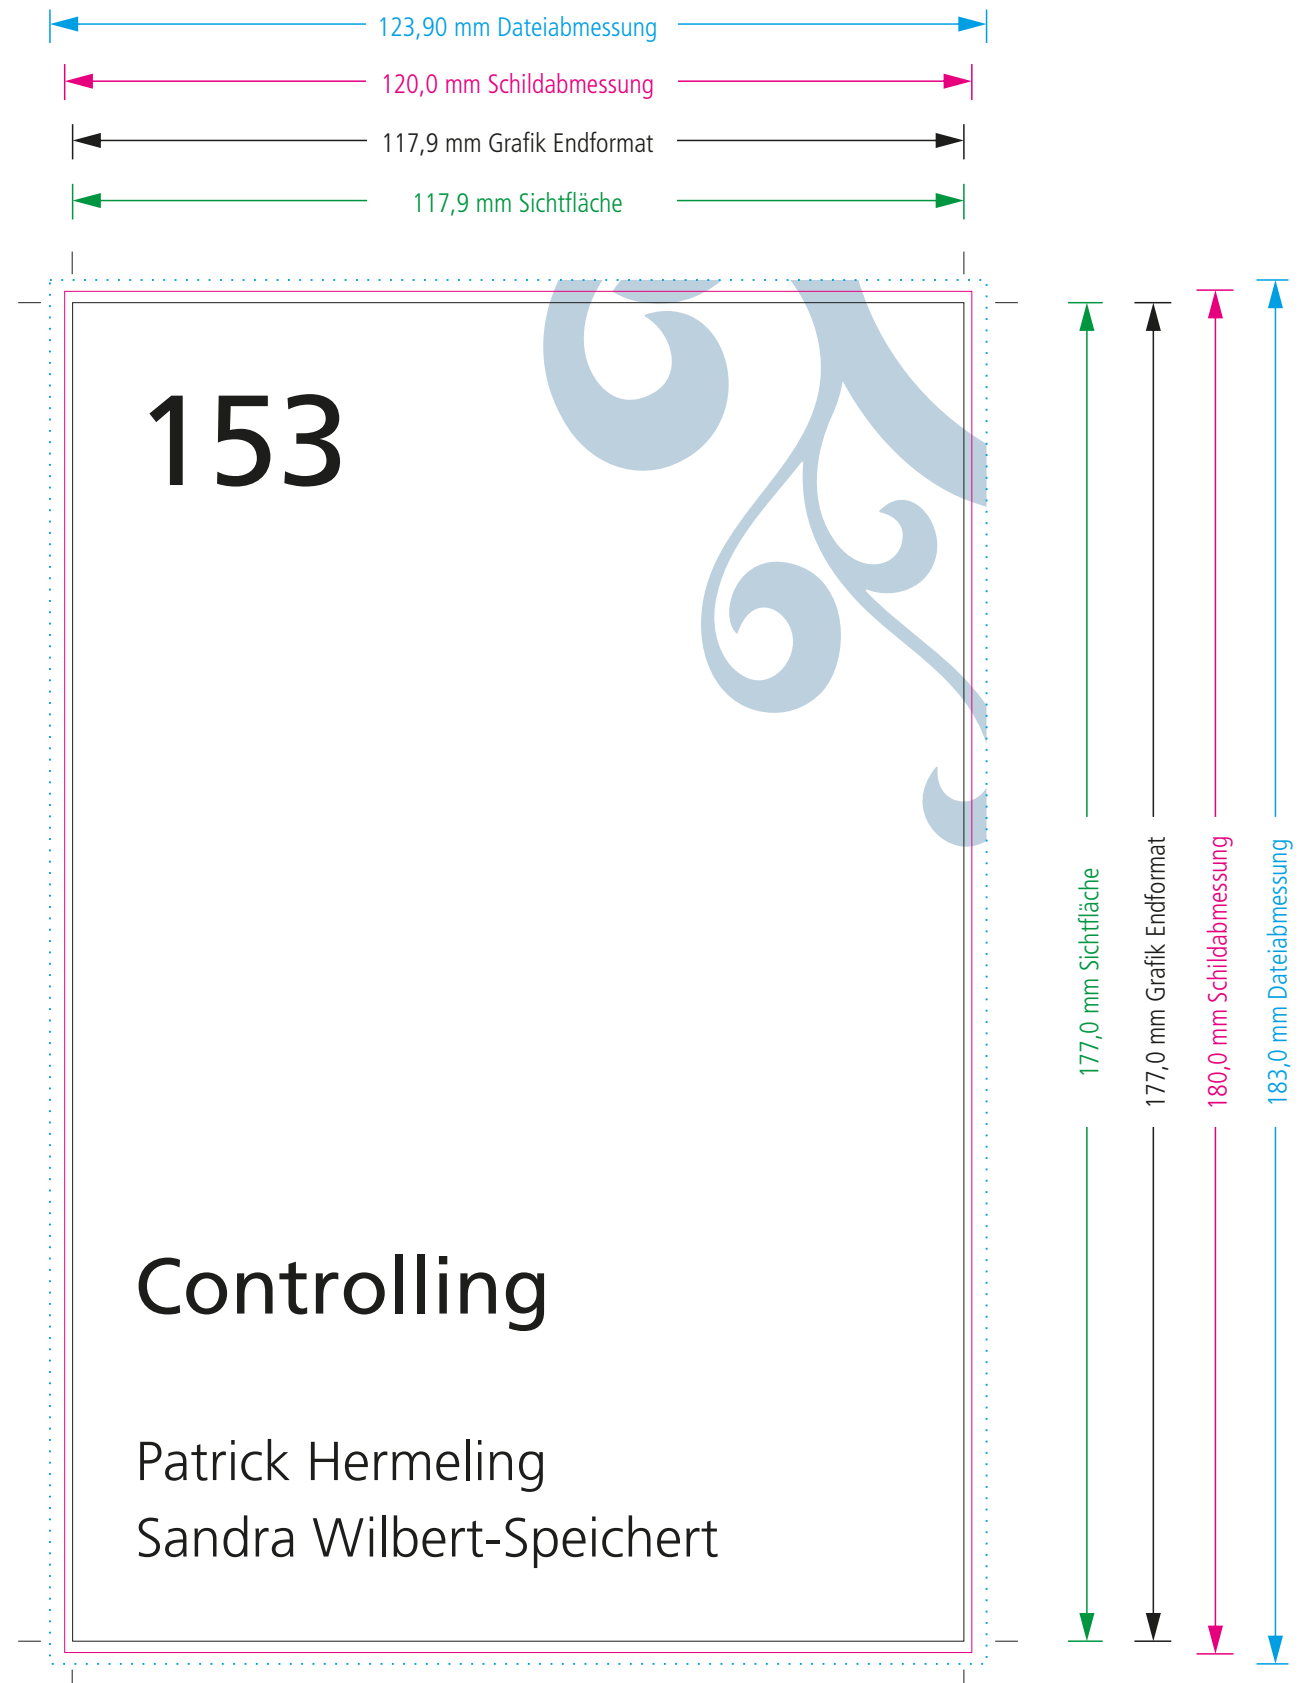 123,90 mm Dateiabmessung
120,0 mm Schildabmessung
117,9 mm Grafik Endformat
117,9 mm Sichtfläche
153
Controlling
Patrick Hermeling
Sandra Wilbert-Speichert
177,0 mm Sichtfläche
177,0 mm Grafik Endformat
180,0 mm Schildabmessung
183,0 mm Dateiabmessung